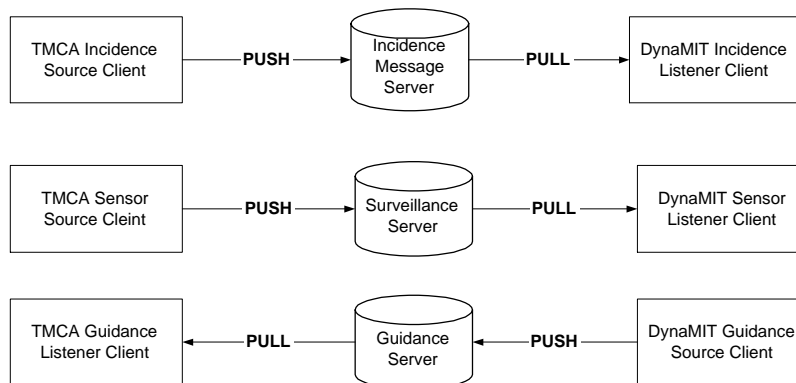 TMCA Incidence
Source Client
PUSH
Incidence
Message
Server
PULL
DynaMIT Incidence
Listener Client
TMCA Sensor
Source Cleint
PUSH
Surveillance
Server
PULL
DynaMIT Sensor
Listener Client
TMCA Guidance
Listener Client
PULL
Guidance
Server
PUSH
DynaMIT Guidance
Source Client